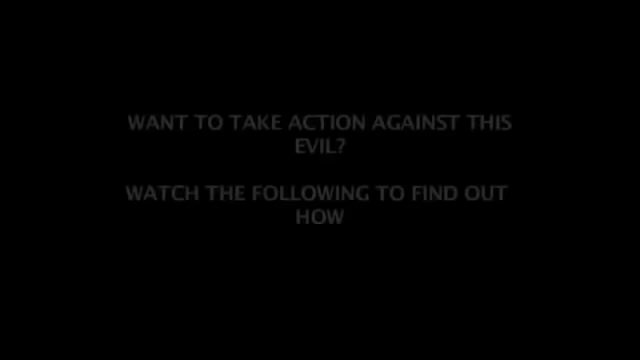 WANT TO TAKE ACTION AGAINST THIS
EVIL?
WATCH THE FOLLOWING TO FIND OUT
HOW